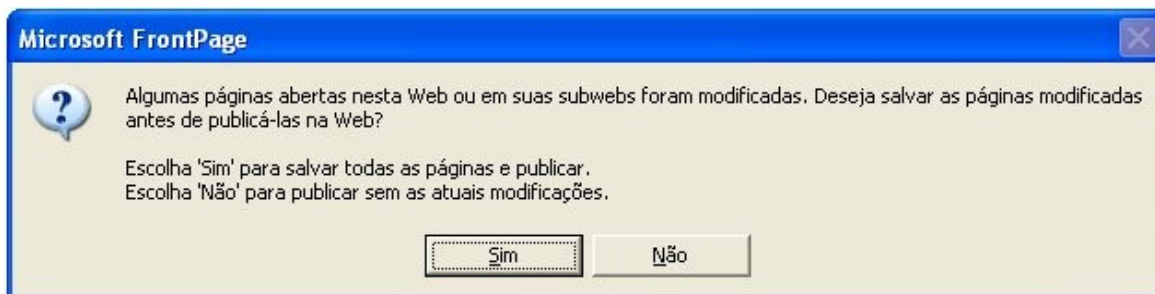 Microsoft FrontPage
Algumas páginas abertas nesta Web ou em suas subwebs foram modificadas. Deseja salvar as páginas modificadas
antes de publicá-las na Web?
Escolha 'Sim' para salvar todas as páginas e publicar.
Escolha 'Não' para publicar sem as atuais modificações.
Sim
Não